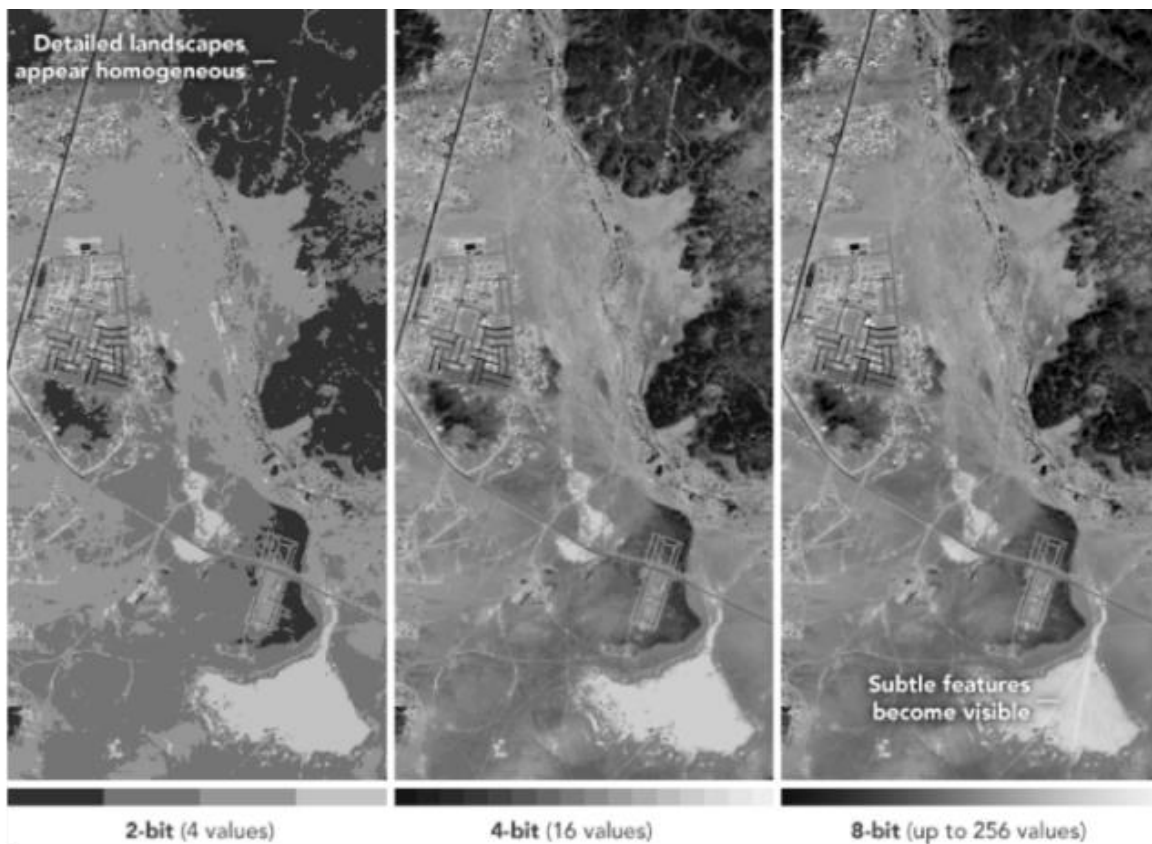 Detailed landscapes
appear homogeneous
Subtle features
become visible
2-bit (4 values)
4-bit (16 values)
8-bit (up to 256 values)